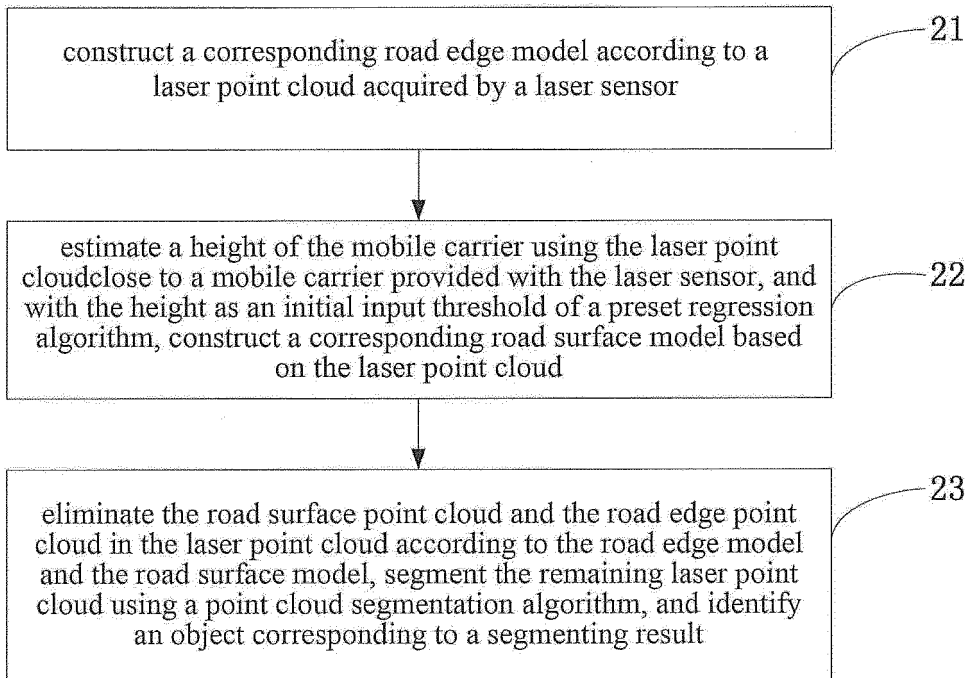 construct a corresponding road edge model according to a
laser point cloud acquired by a laser sensor
21
estimate a height of the mobile carrier using the laser point
cloudclose to a mobile carrier provided with the laser sensor, and
with the height as an initial input threshold of a preset regression
algorithm, construct a corresponding road surface model based
on the laser point cloud
22
eliminate the road surface point cloud and the road edge point
cloud in the laser point cloud according to the road edge model
and the road surface model, segment the remaining laser point
cloud using a point cloud segmentation algorithm, and identify
an object corresponding to a segmenting result
23